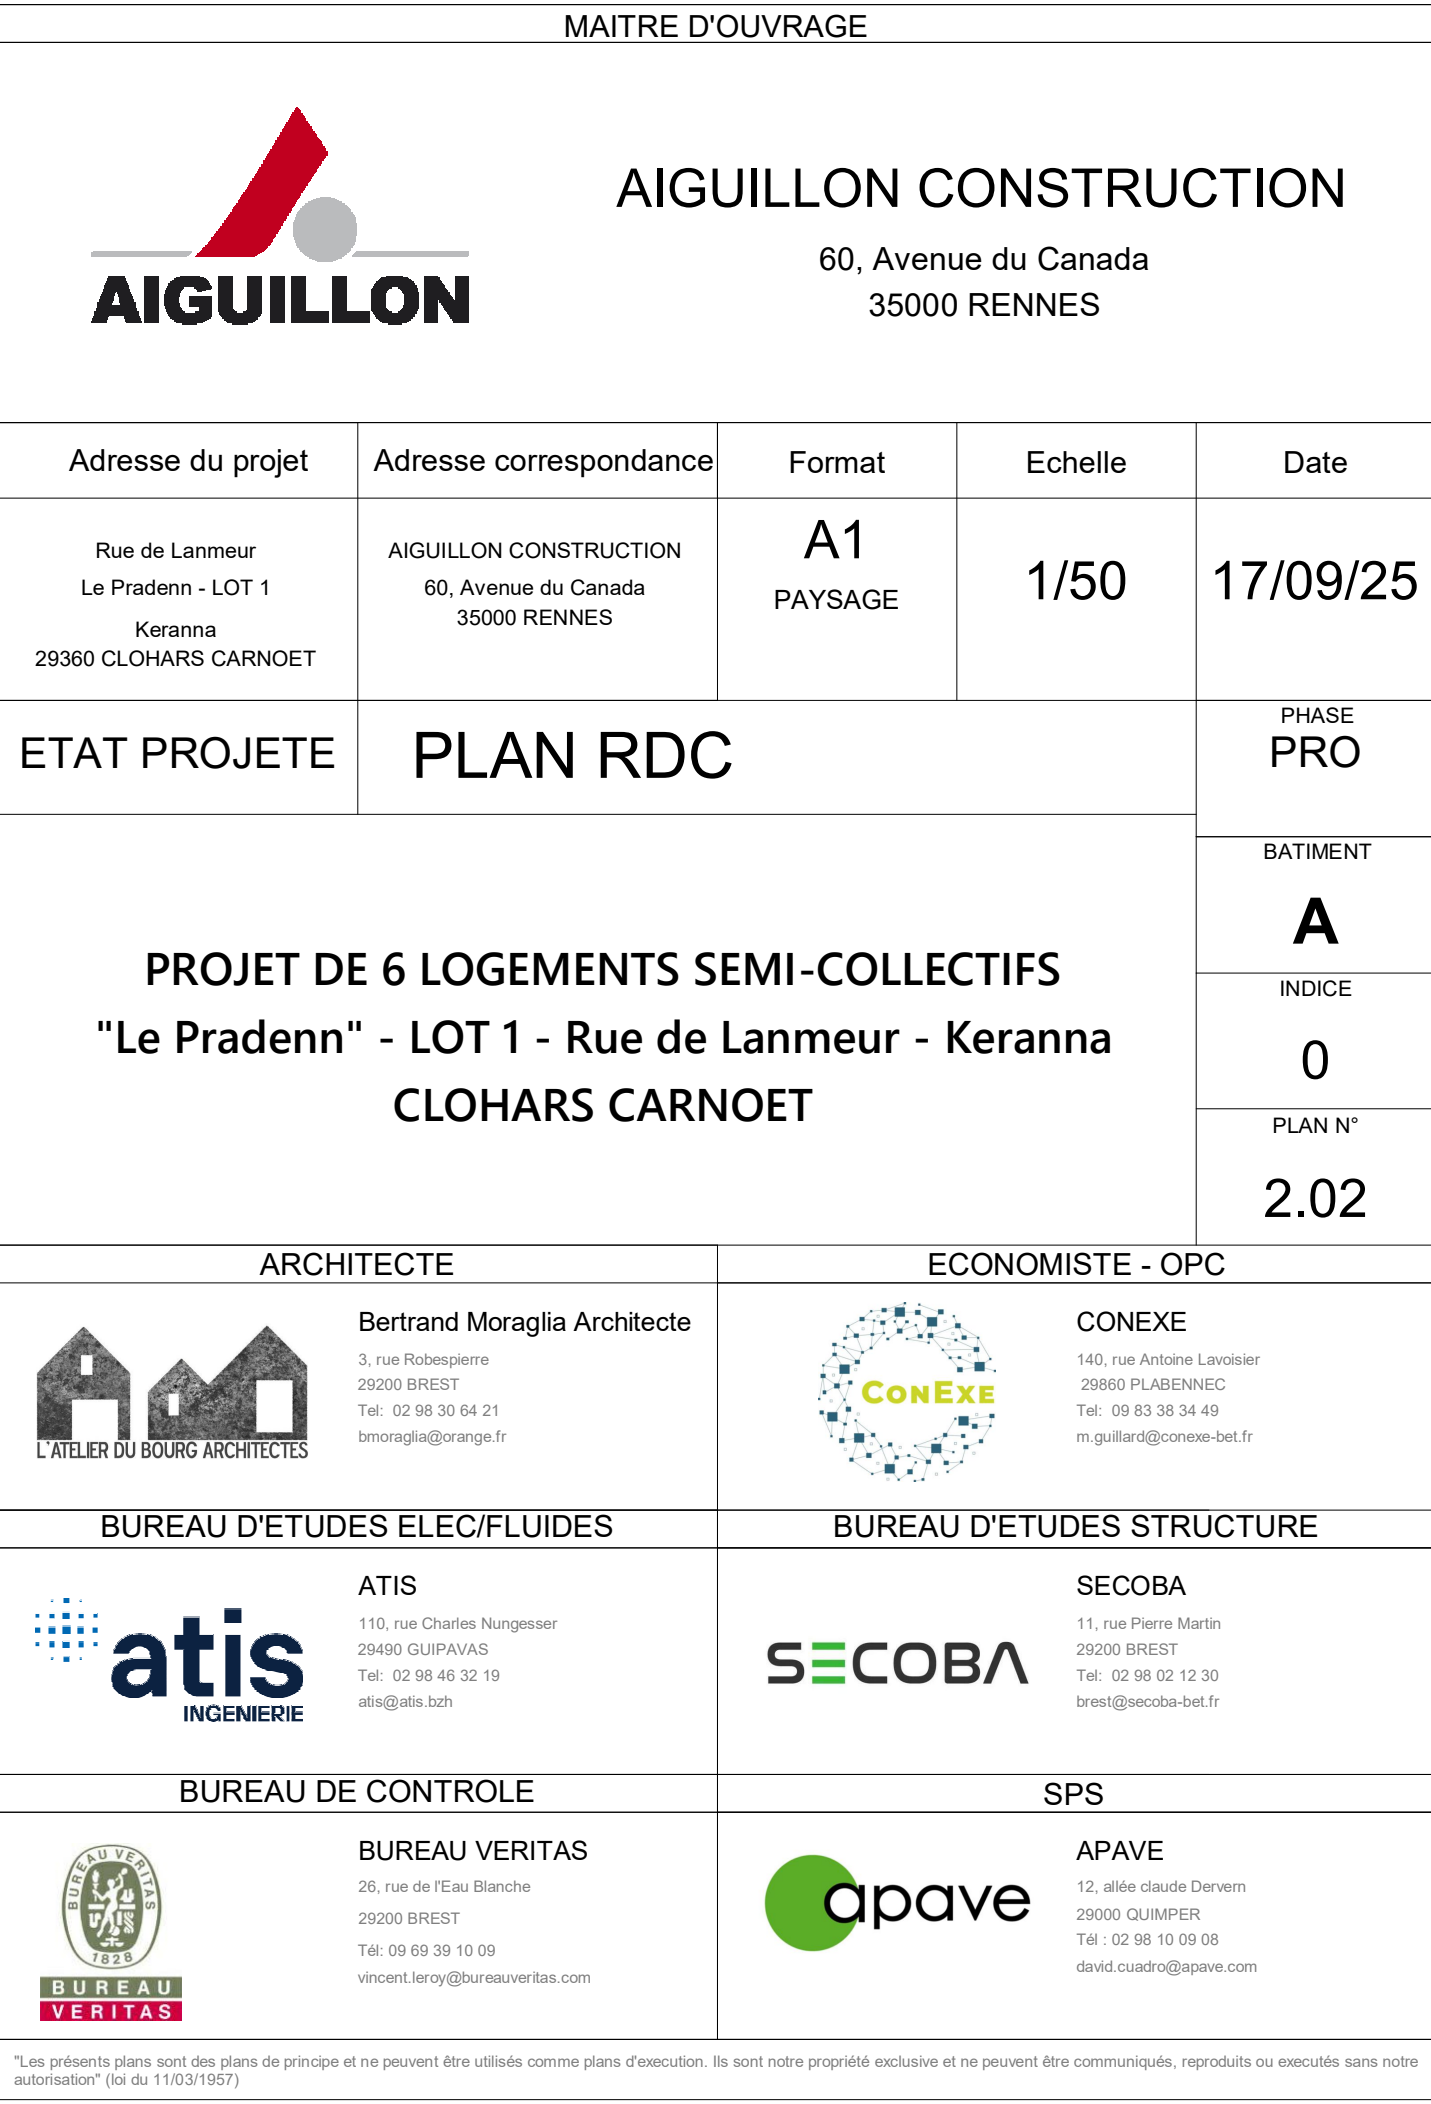 MAITRE D'OUVRAGE
AIGUILLON
AIGUILLON CONSTRUCTION
60, Avenue du Canada
35000 RENNES
Adresse du projet
Rue de Lanmeur
Le Pradenn - LOT 1
Keranna
29360 CLOHARS CARNOET
Adresse correspondance
AIGUILLON CONSTRUCTION
60, Avenue du Canada
35000 RENNES
Format
A1
PAYSAGE
Echelle
1/50
Date
17/09/25
ETAT PROJETE
PLAN RDC
PHASE
PRO
BATIMENT
A
INDICE
0
PLAN N°
2.02
PROJET DE 6 LOGEMENTS SEMI-COLLECTIFS
"Le Pradenn" - LOT 1 - Rue de Lanmeur - Keranna
CLOHARS CARNOET
ARCHITECTE
L'ATELIER DU BOURG ARCHITECTES
Bertrand Moraglia Architecte
3, rue Robespierre
29200 BREST
Tel: 02 98 30 64 21
bmoraglia@orange.fr
ECONOMISTE - OPC
CONEXE
CONEXE
140, rue Antoine Lavoisier
29860 PLABENNEC
Tel: 09 83 38 34 49
m.guillard@conexe-bet.fr
BUREAU D'ETUDES ELEC/FLUIDES
atis
INGENIERIE
ATIS
110, rue Charles Nungesser
29490 GUIPAVAS
Tel: 02 98 46 32 19
atis@atis.bzh
BUREAU D'ETUDES STRUCTURE
SECOBA
SECOBA
11, rue Pierre Martin
29200 BREST
Tel: 02 98 02 12 30
brest@secoba-bet.fr
BUREAU DE CONTROLE
BUREAU VERITAS
1828
BUREAU
VERITAS
BUREAU VERITAS
26, rue de l'Eau Blanche
29200 BREST
Tél: 09 69 39 10 09
vincent.leroy@bureauveritas.com
SPS
apave
APAVE
12, allée claude Dervern
29000 QUIMPER
Tél : 02 98 10 09 08
david.cuadro@apave.com
"Les présents plans sont des plans de principe et ne peuvent être utilisés comme plans d'execution. Ils sont notre propriété exclusive et ne peuvent être communiqués, reproduits ou executés sans notre
autorisation" (loi du 11/03/1957)